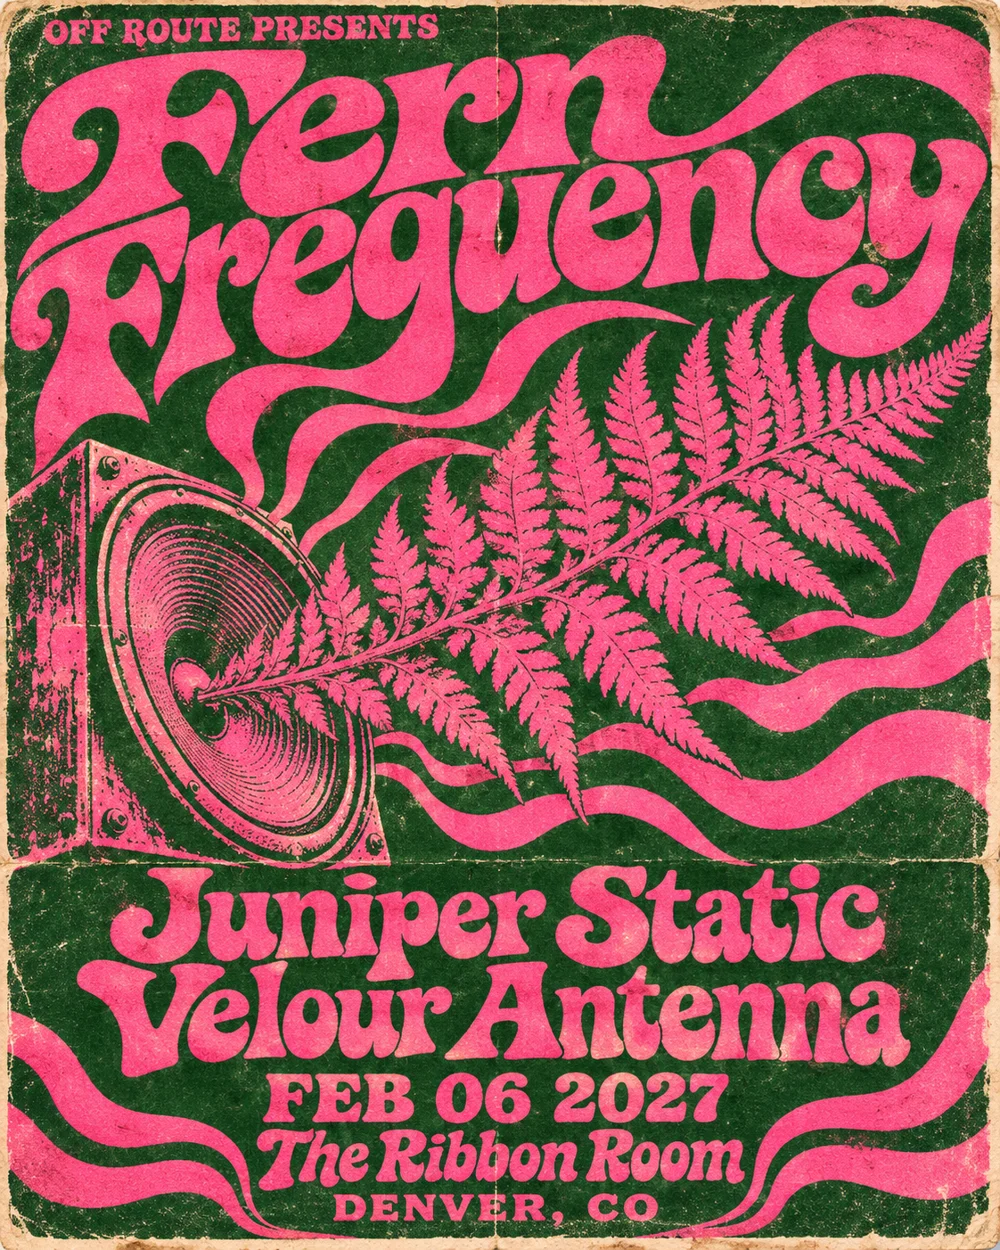 OFF ROUTE PRESENTS
Fern
Frequency
Juniper Static
Velour Antenna
FEB 06 2027
The Ribbon Room
DENVER, CO